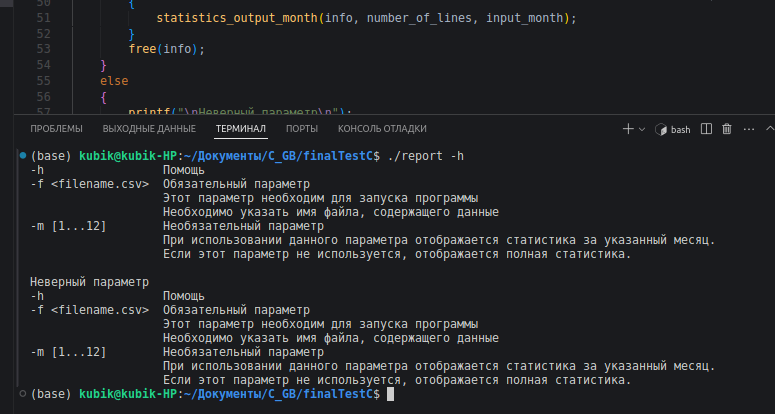 50 {
51 statistics_output_month(info, number_of_lines, input_month);
52 }
53 free(info);
54 }
55 else
56 {
57 printf("\nНеверный параметр\n");
ПРОБЛЕМЫ ВЫХОДНЫЕ ДАННЫЕ ТЕРМИНАЛ ПОРТЫ КОНСОЛЬ ОТЛАДКИ bash
(base) kubik@kubik-HP:~/Документы/C_GB/finalTestC$ ./report -h
-h Помощь
-f <filename.csv> Обязательный параметр
Этот параметр необходим для запуска программы
Необходимо указать имя файла, содержащего данные
-m [1...12] Необязательный параметр
При использовании данного параметра отображается статистика за указанный месяц.
Если этот параметр не используется, отображается полная статистика.
Неверный параметр
-h Помощь
-f <filename.csv> Обязательный параметр
Этот параметр необходим для запуска программы
Необходимо указать имя файла, содержащего данные
-m [1...12] Необязательный параметр
При использовании данного параметра отображается статистика за указанный месяц.
Если этот параметр не используется, отображается полная статистика.
(base) kubik@kubik-HP:~/Документы/C_GB/finalTestC$